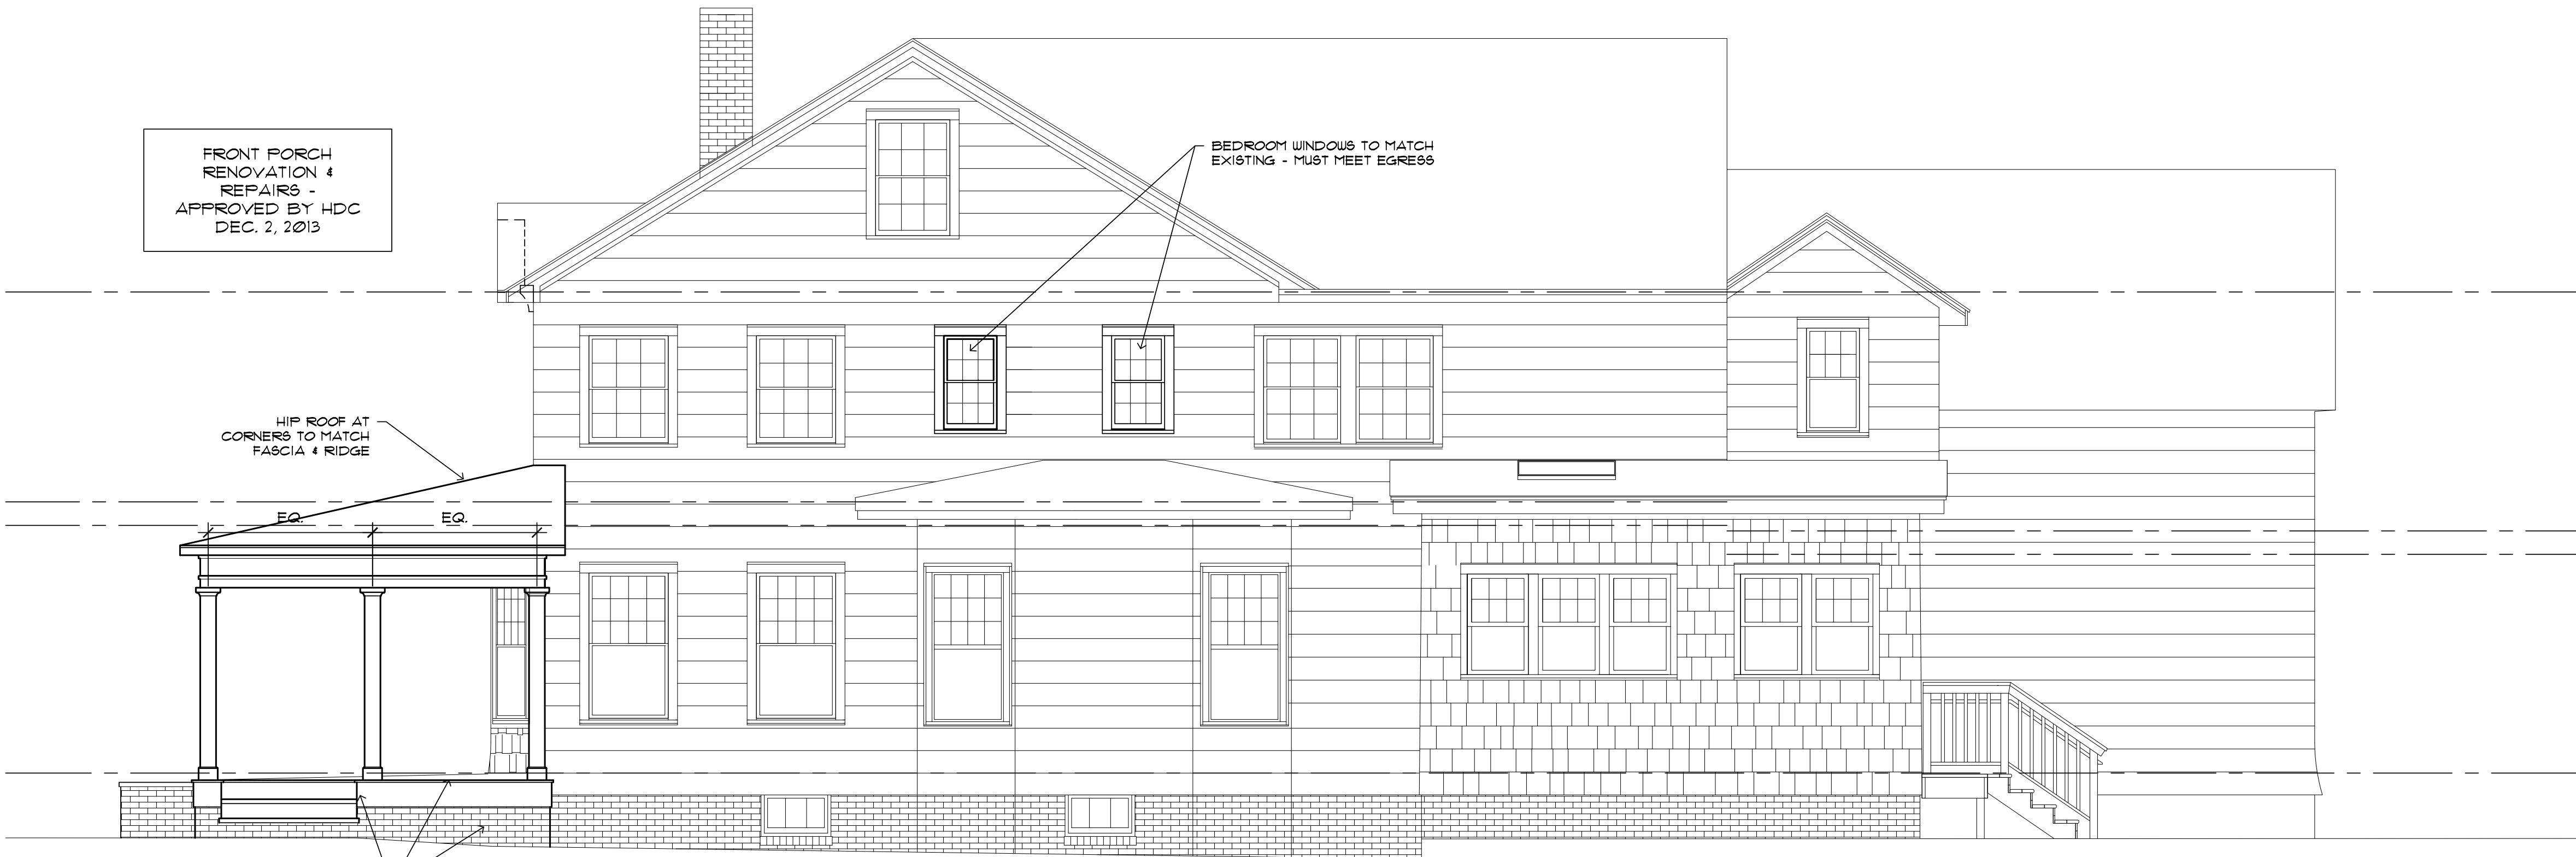 FRONT PORCH
RENOVATION &
REPAIRS -
APPROVED BY HDC
DEC. 2, 2013
BEDROOM WINDOWS TO MATCH
EXISTING - MUST MEET EGRESS
HIP ROOF AT
CORNERS TO MATCH
FASCIA & RIDGE
EQ.
EQ.